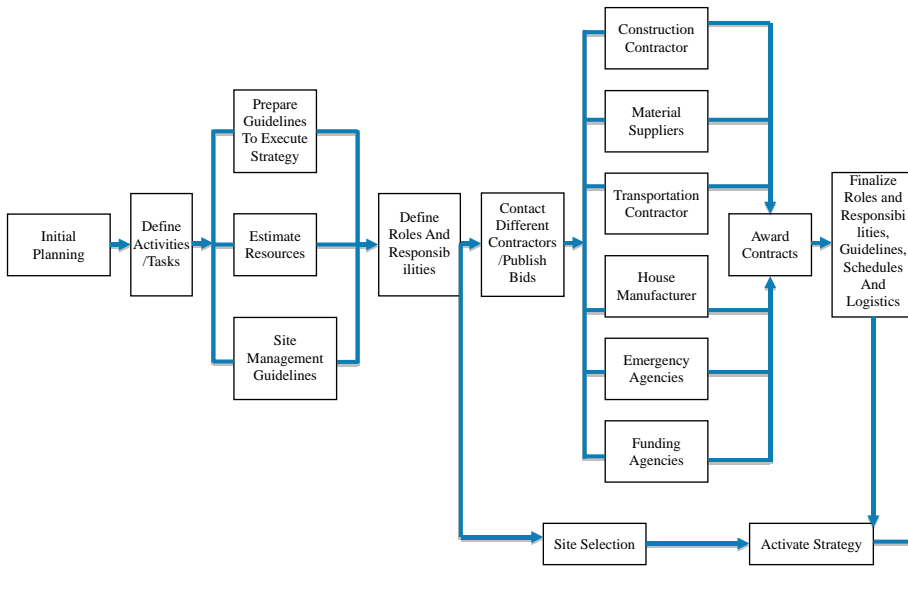 Initial
Planning
Define
Activities
/Tasks
Prepare
Guidelines
To Execute
Strategy
Estimate
Resources
Site
Management
Guidelines
Define
Roles And
Responsib
ilities
Contact
Different
Contractors
/Publish
Bids
Construction
Contractor
Material
Suppliers
Transportation
Contractor
House
Manufacturer
Emergency
Agencies
Funding
Agencies
Award
Contracts
Finalize
Roles and
Responsibi
lities,
Guidelines,
Schedules
And
Logistics
Site Selection
Activate Strategy